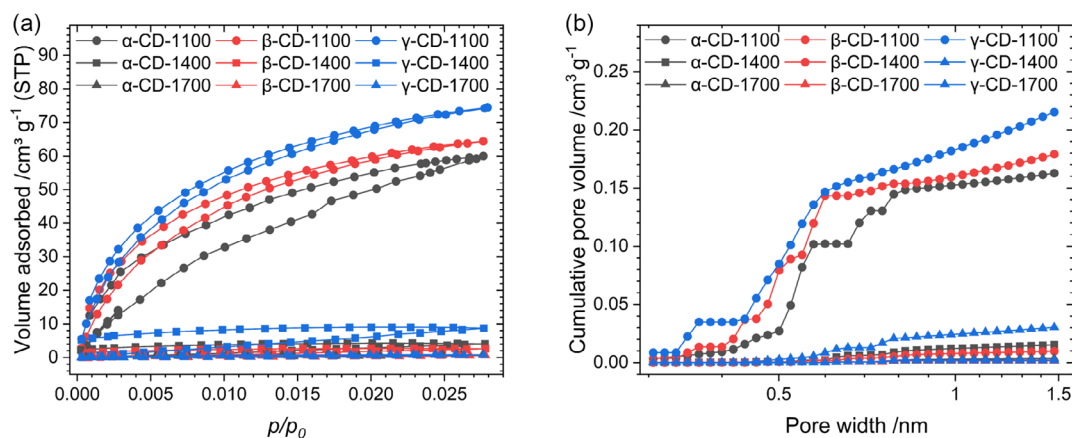 (a)
α-CD-1100 β-CD-1100 γ-CD-1100
α-CD-1400 β-CD-1400 γ-CD-1400
α-CD-1700 β-CD-1700 γ-CD-1700
Volume adsorbed /cm³ g⁻¹ (STP)
90
80
70
60
50
40
30
20
10
0
0.000 0.005 0.010 0.015 0.020 0.025
p/p₀
(b)
α-CD-1100 β-CD-1100 γ-CD-1100
α-CD-1400 β-CD-1400 γ-CD-1400
α-CD-1700 β-CD-1700 γ-CD-1700
Cumulative pore volume /cm³ g⁻¹
0.25
0.20
0.15
0.10
0.05
0.00
0.5 1 1.5
Pore width /nm